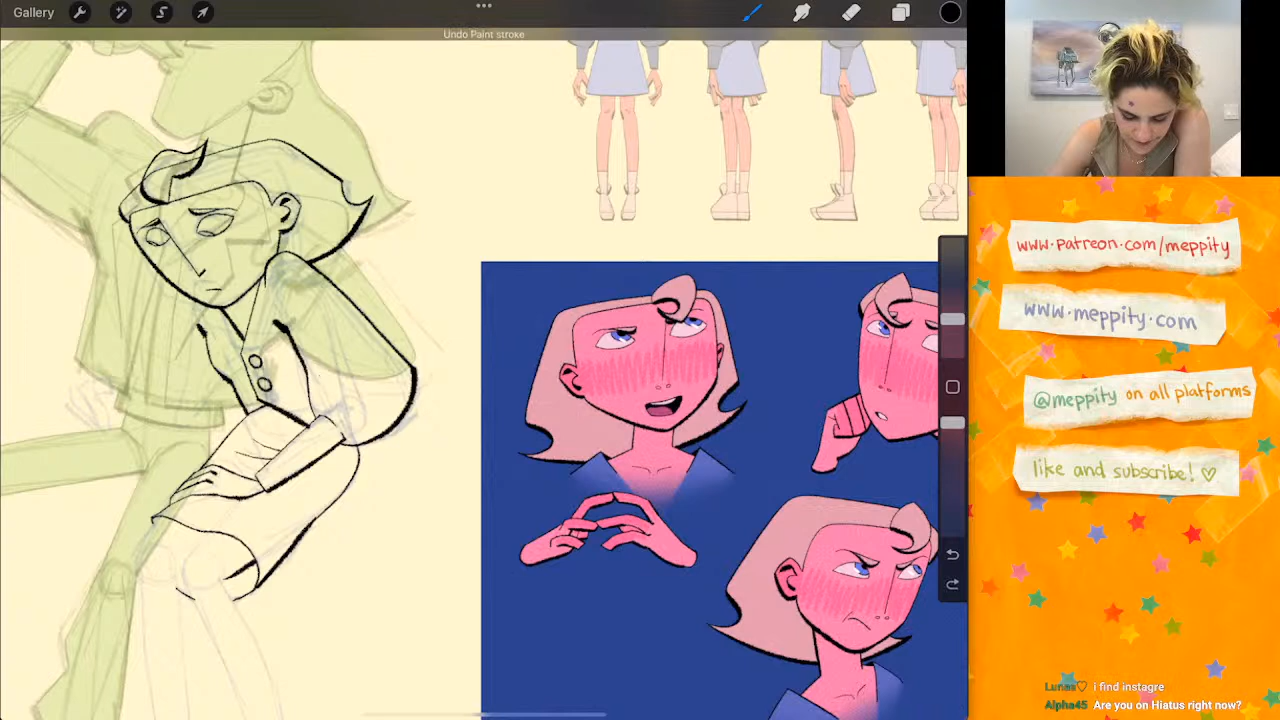 Gallery
Undo Paint stroke
www.patreon.com/meppity
www.meppity.com
@meppity on all platforms
like and subscribe! ♡
Lunas♡ i find instagre
Alpha45 Are you on Hiatus right now?